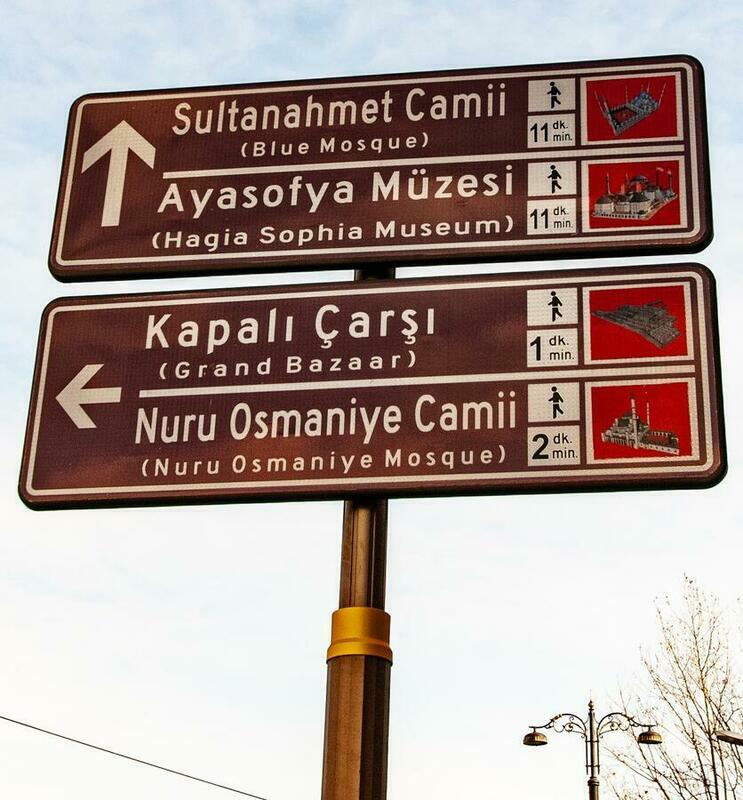 Sultanahmet Camii
(Blue Mosque)
11 dk. min.
Ayasofya Müzesi
(Hagia Sophia Museum)
11 dk. min.
Kapalı Çarşı
(Grand Bazaar)
1 dk. min.
Nuru Osmaniye Camii
(Nuru Osmaniye Mosque)
2 dk. min.